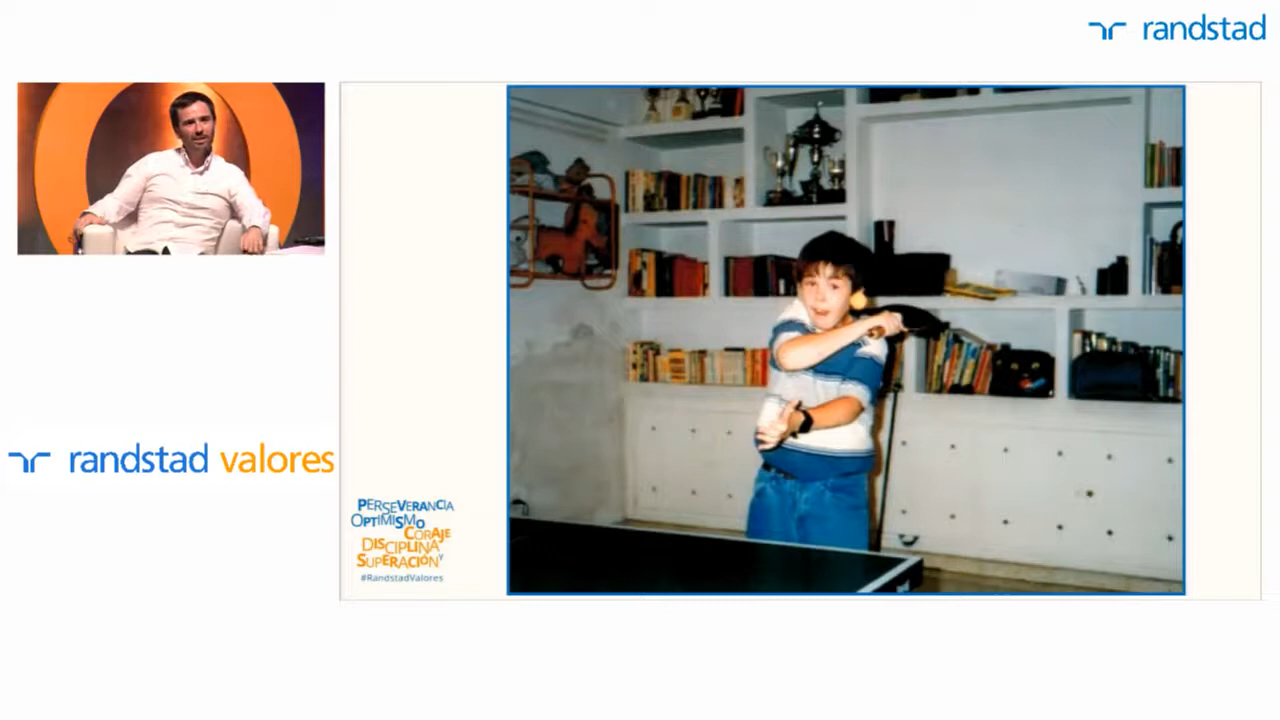 randstad
randstad valores
PERSEVERANCIA
OPTIMISMO
CORAJE
DISCIPLINA
Y
SUPERACIÓN
#RandstadValores